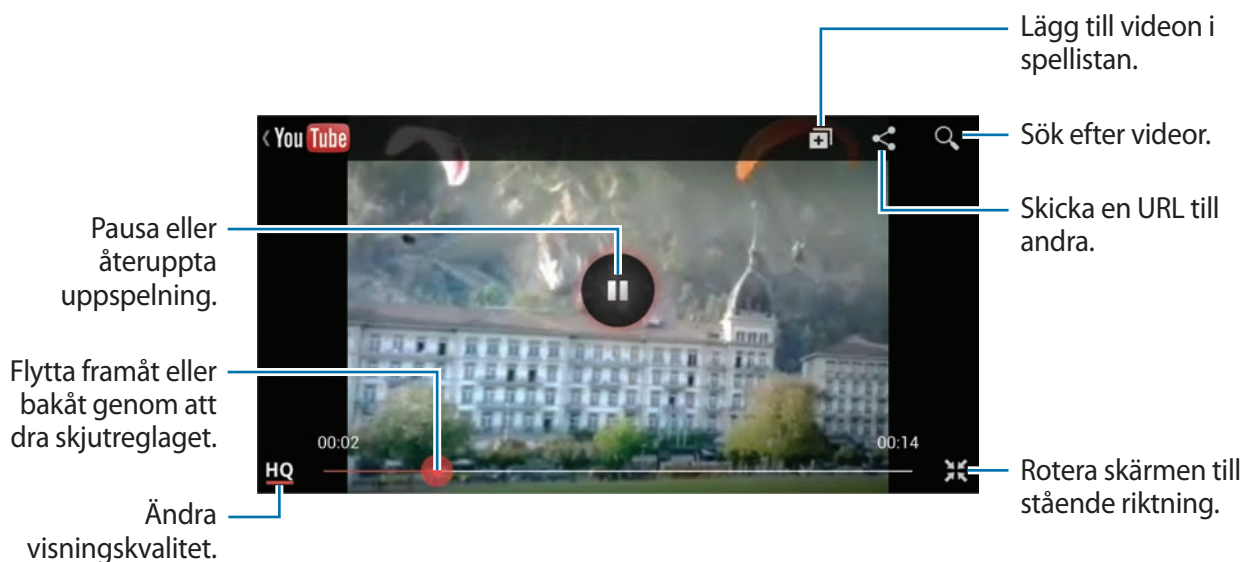 Lägg till videon i
spellistan.
You Tube
Sök efter videor.
Skicka en URL till
andra.
Pausa eller
återuppta
uppspelning.
Flytta framåt eller
bakåt genom att
dra skjutreglaget.
00:02
00:14
HQ
Rotera skärmen till
stående riktning.
Ändra
visningskvalitet.